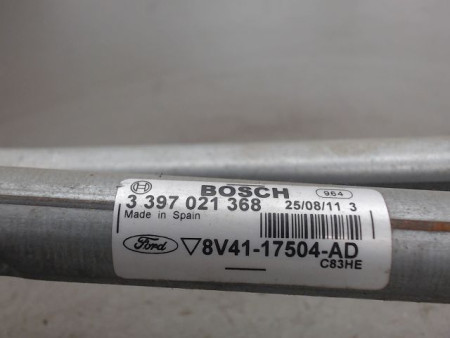 BOSCH 964
3 397 021 368 25/08/11 3
Made in Spain
Ford 8V41-17504-AD
C83HE